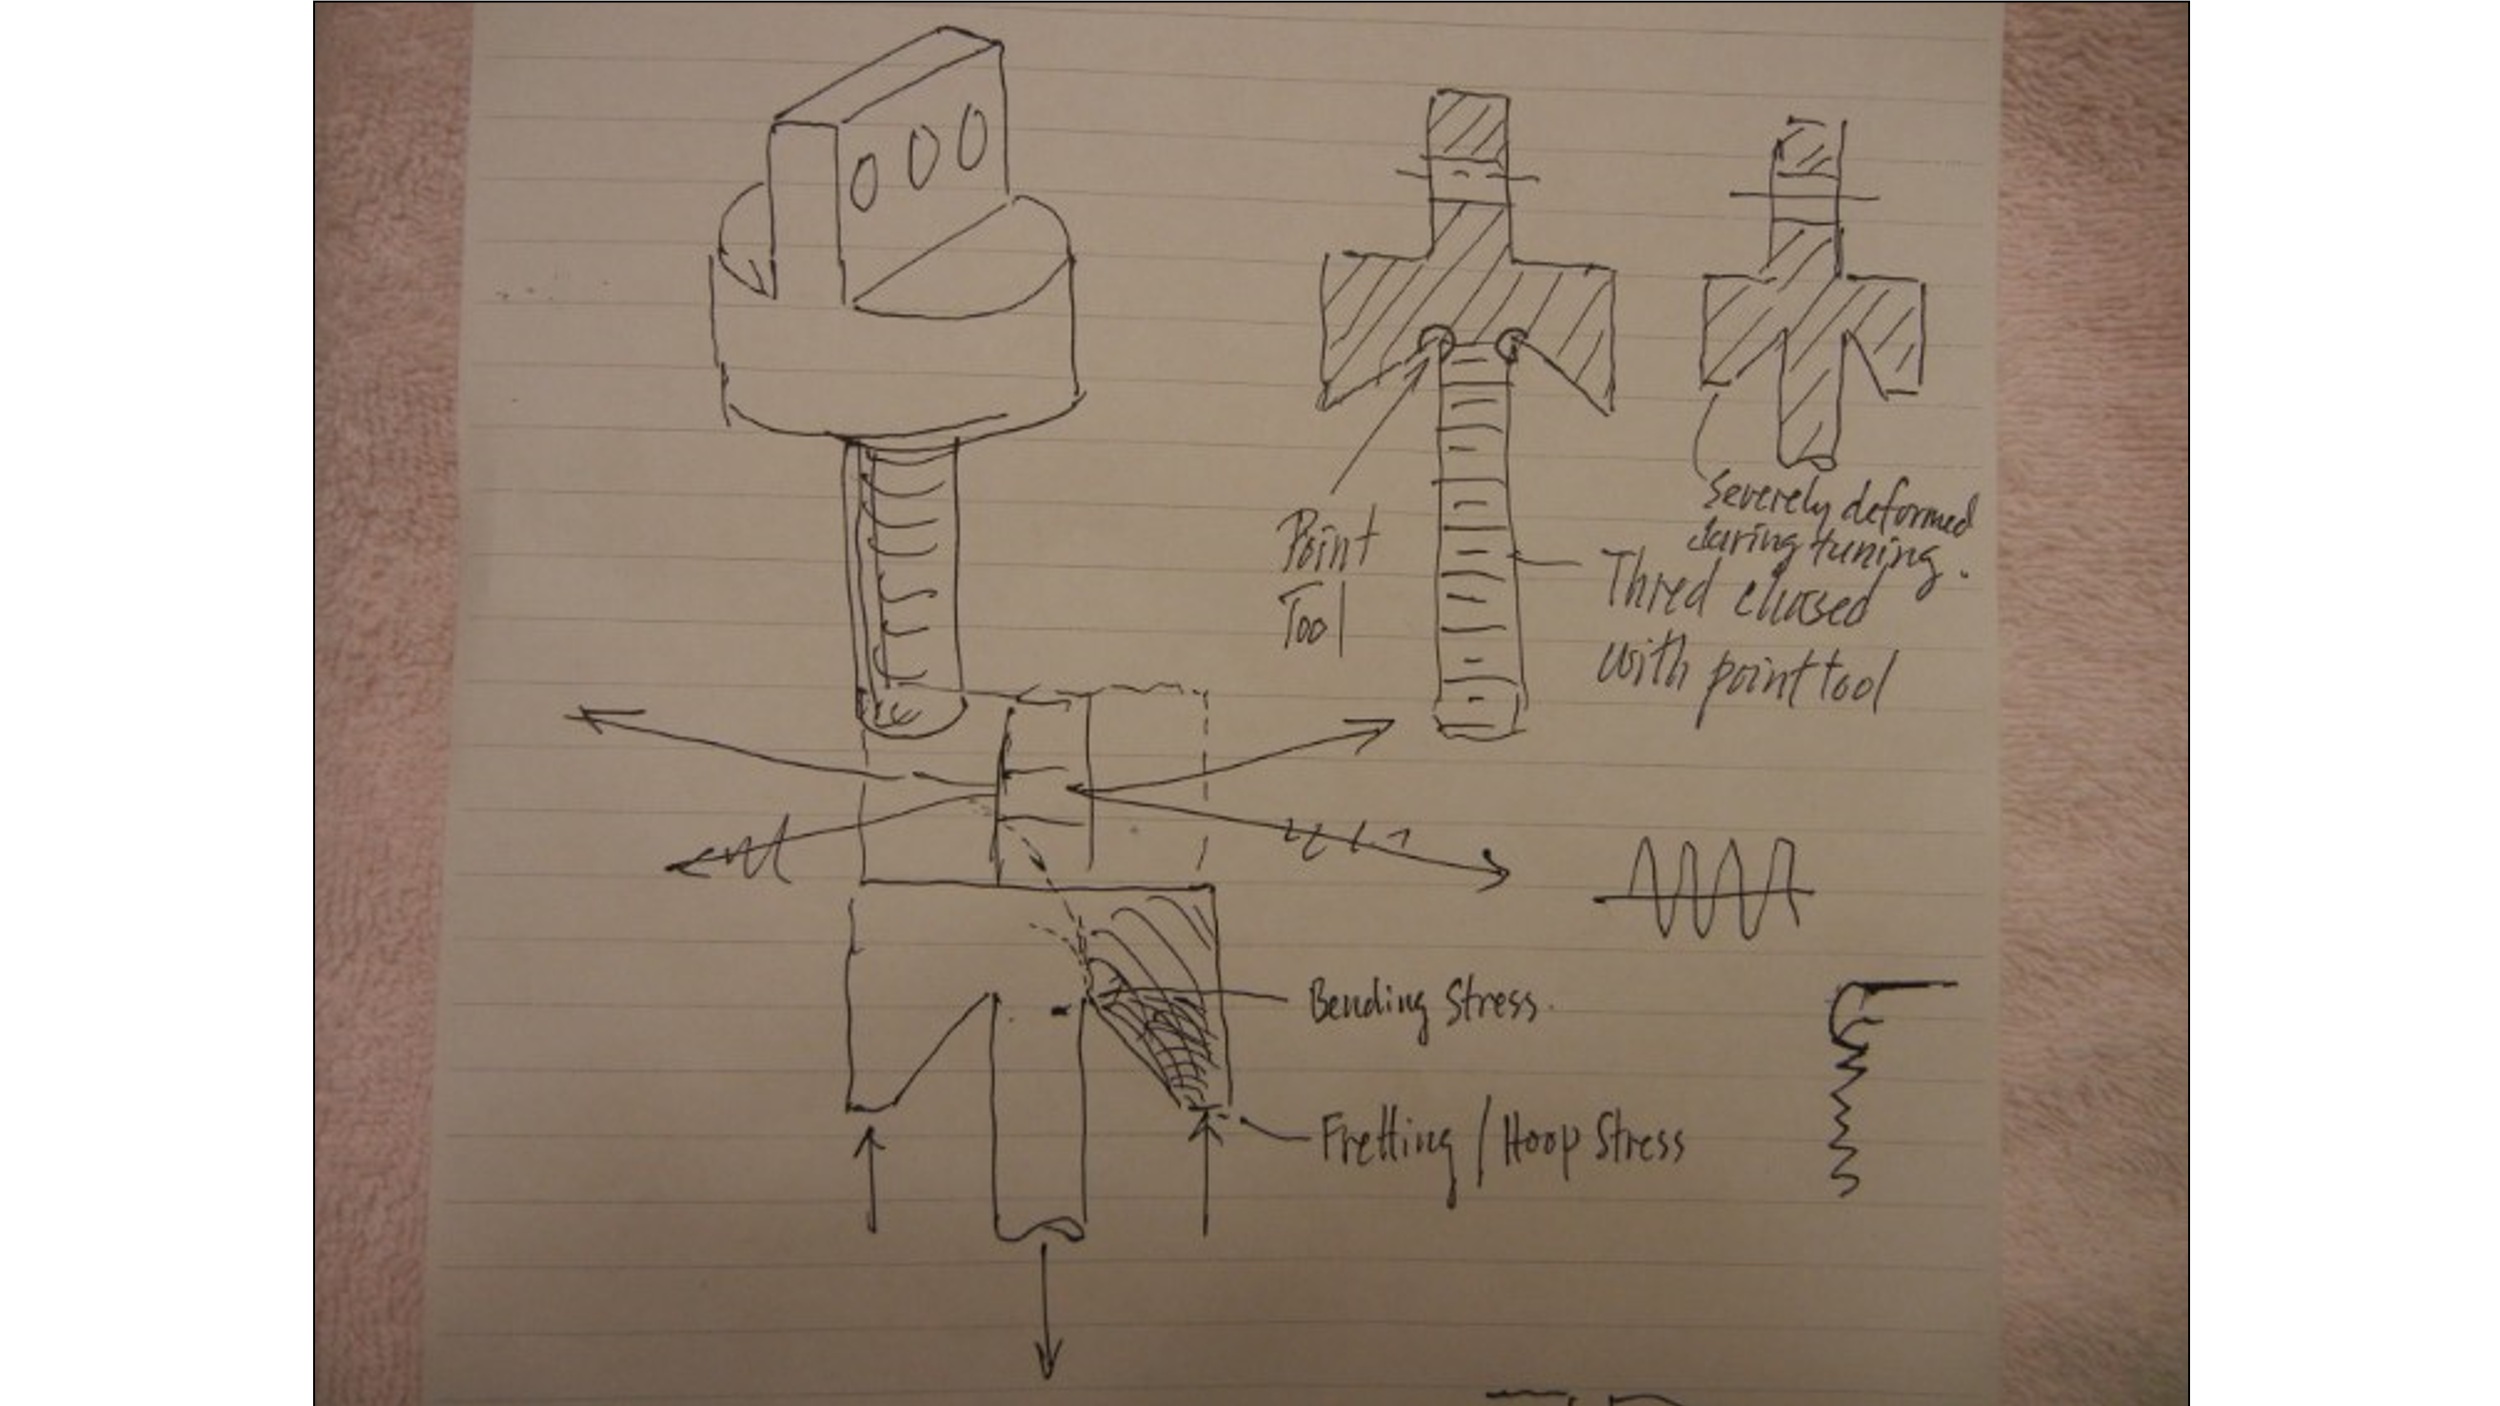 Point
Tool
Severely deformed
during tuning.
Thred chased
with point tool
Bending Stress.
Fretting / Hoop Stress